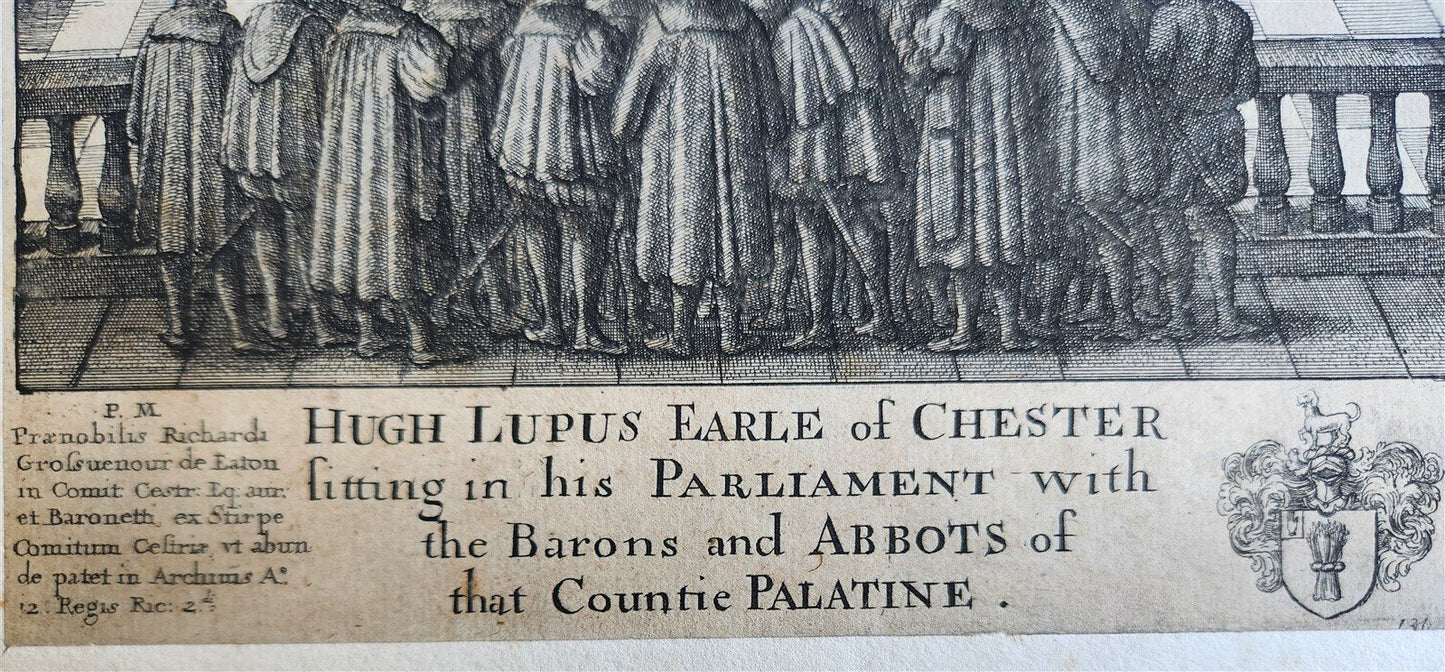 P. M.
Prænobilis Richardi
Grosſuenour de Eaton
in Comit: Cestr: Eq: aur:
et Baronetti, ex Stirpe
Comitum Cestriæ, vt abun
de patet in Archiuis A.º
12. Regis Ric: 2.di
HUGH LUPUS EARLE of CHESTER
ſitting in his PARLIAMENT with
the Barons and ABBOTS of
that Countie PALATINE .